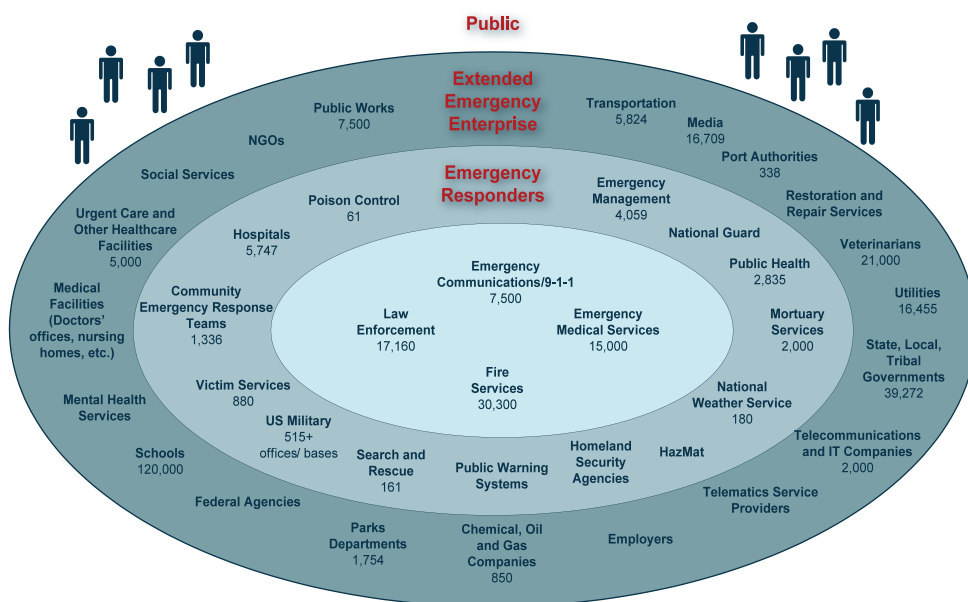 Public
Extended
Emergency
Enterprise
Public Works
7,500
Transportation
5,824
Media
16,709
NGOs
Port Authorities
338
Social Services
Emergency
Responders
Emergency
Management
4,059
Restoration and
Repair Services
Poison Control
61
Urgent Care and
Other Healthcare
Facilities
5,000
Hospitals
5,747
National Guard
Veterinarians
21,000
Public Health
2,835
Emergency
Communications/9-1-1
7,500
Medical
Facilities
(Doctors’
offices, nursing
homes, etc.)
Community
Emergency Response
Teams
1,336
Law
Enforcement
17,160
Emergency
Medical Services
15,000
Mortuary
Services
2,000
Utilities
16,455
State, Local,
Tribal
Governments
39,272
Fire
Services
30,300
Mental Health
Services
Victim Services
880
National
Weather Service
180
US Military
515+
offices/ bases
Schools
120,000
Search and
Rescue
161
Public Warning
Systems
Homeland
Security
Agencies
HazMat
Telecommunications
and IT Companies
2,000
Federal Agencies
Telematics Service
Providers
Parks
Departments
1,754
Chemical, Oil
and Gas
Companies
850
Employers